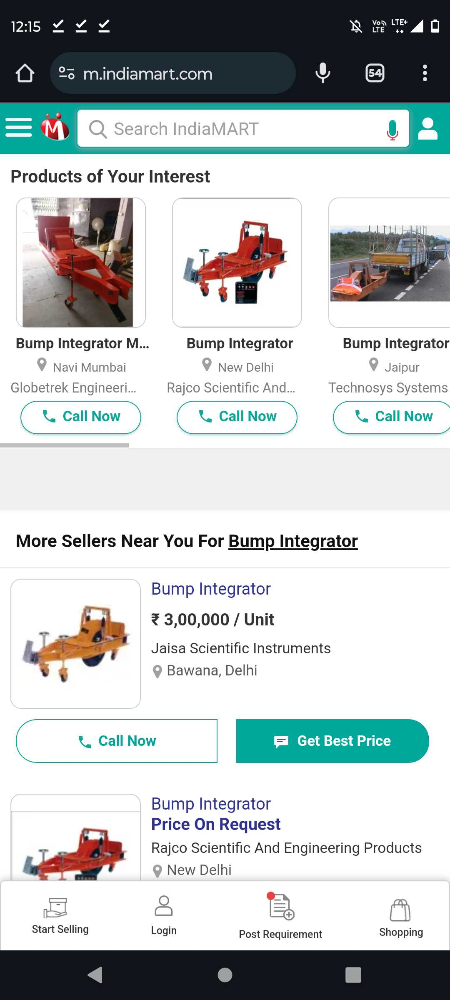 12:15
Vo LTE LTE+
m.indiamart.com
54
Search IndiaMART
Products of Your Interest
Bump Integrator M...
Navi Mumbai
Globetrek Engineeri...
Call Now
Bump Integrator
New Delhi
Rajco Scientific And...
Call Now
Bump Integrator
Jaipur
Technosys Systems
Call Now
More Sellers Near You For Bump Integrator
Bump Integrator
₹ 3,00,000 / Unit
Jaisa Scientific Instruments
Bawana, Delhi
Call Now
Get Best Price
Bump Integrator
Price On Request
Rajco Scientific And Engineering Products
New Delhi
Start Selling
Login
Post Requirement
Shopping